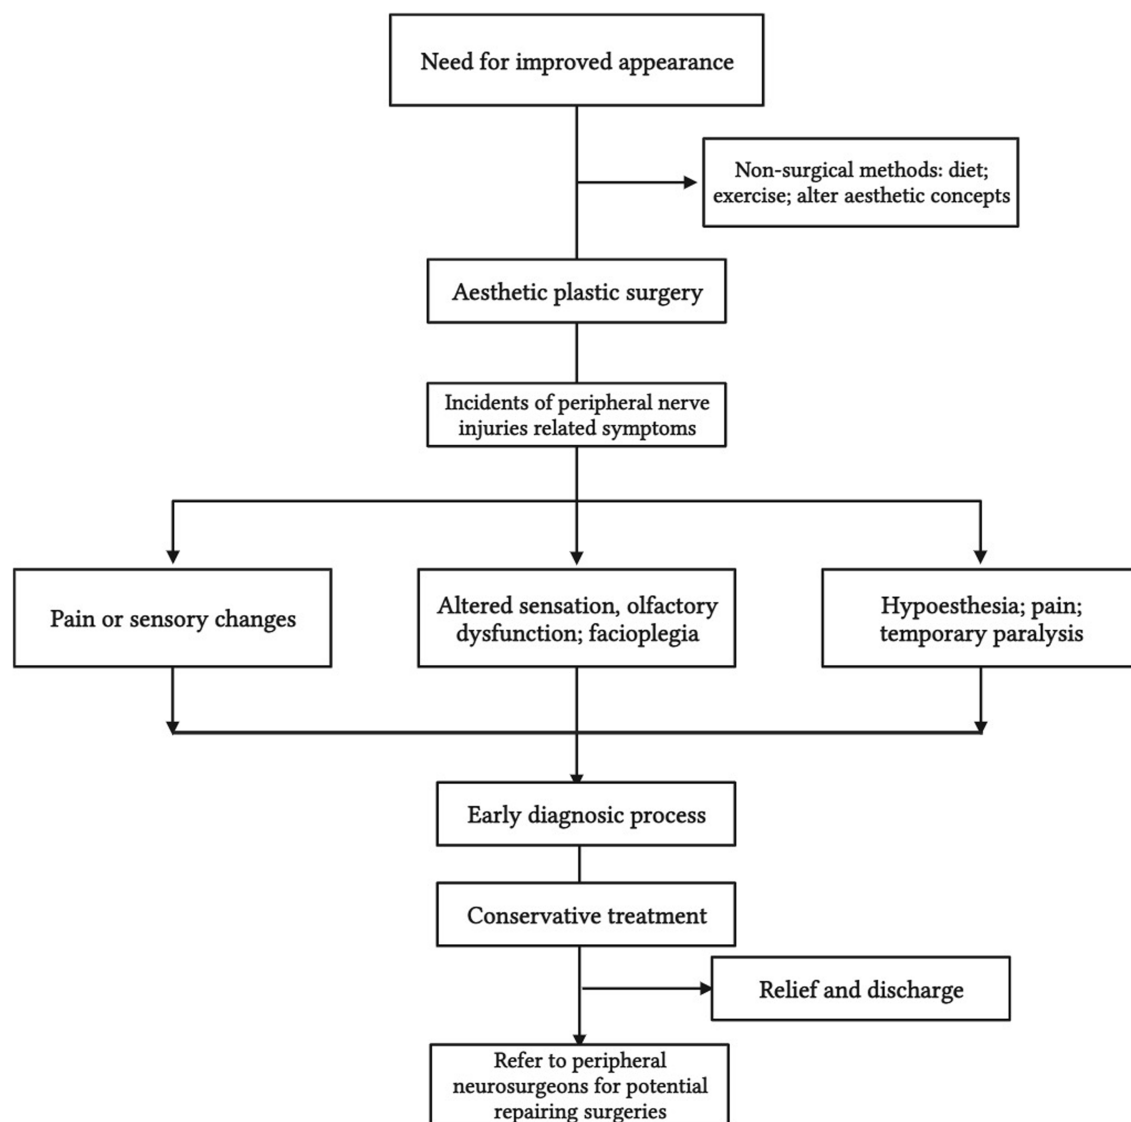 Need for improved appearance
Non-surgical methods: diet;
exercise; alter aesthetic concepts
Aesthetic plastic surgery
Incidents of peripheral nerve
injuries related symptoms
Pain or sensory changes
Altered sensation, olfactory
dysfunction; facioplegia
Hypoesthesia; pain;
temporary paralysis
Early diagnosic process
Conservative treatment
Relief and discharge
Refer to peripheral
neurosurgeons for potential
repairing surgeries